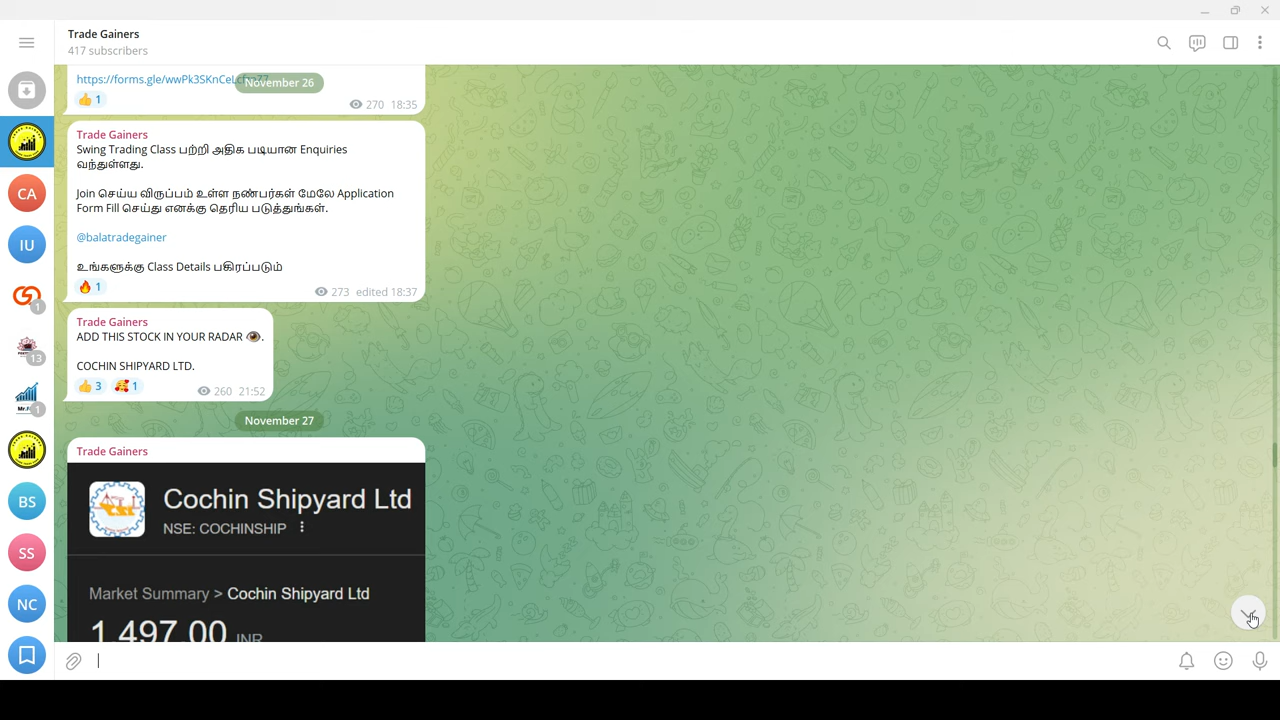 Trade Gainers
417 subscribers
November 26
270 18:35
1
Trade Gainers
Swing Trading Class பற்றி அதிக படியான Enquiries
வந்துள்ளது.
Join செய்ய விருப்பம் உள்ள நண்பர்கள் மேலே Application
Form Fill செய்து எனக்கு தெரிய படுத்துங்கள்.
@balatradegainer
உங்களுக்கு Class Details பகிரப்படும்
1
273 edited 18:37
Trade Gainers
ADD THIS STOCK IN YOUR RADAR 👁️.
COCHIN SHIPYARD LTD.
3 1
260 21:52
November 27
Trade Gainers
Cochin Shipyard Ltd
NSE: COCHINSHIP
Market Summary > Cochin Shipyard Ltd
1,497.00 INR
CA
IU
1
13
1
BS
SS
NC